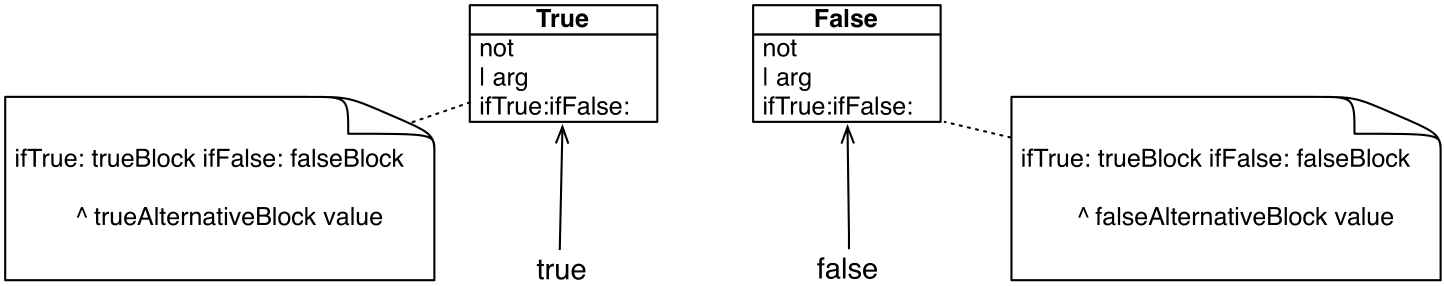 True
not
| arg
ifTrue:ifFalse:
False
not
| arg
ifTrue:ifFalse:
ifTrue: trueBlock ifFalse: falseBlock
^ trueAlternativeBlock value
ifTrue: trueBlock ifFalse: falseBlock
^ falseAlternativeBlock value
true
false